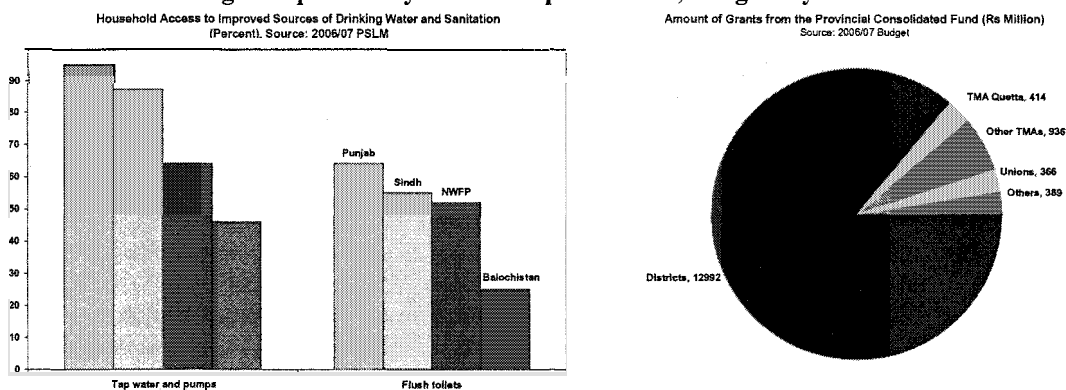 Household Access to Improved Sources of Drinking Water and Sanitation
(Percent). Source: 2006/07 PSLM
90
80
70
60
50
40
30
20
10
0
Punjab
Sindh
NWFP
Balochistan
Tap water and pumps
Flush toilets
Amount of Grants from the Provincial Consolidated Fund (Rs Million)
Source: 2006/07 Budget
TMA Quetta, 414
Other TMAs, 936
Unions, 366
Others, 389
Districts, 12992